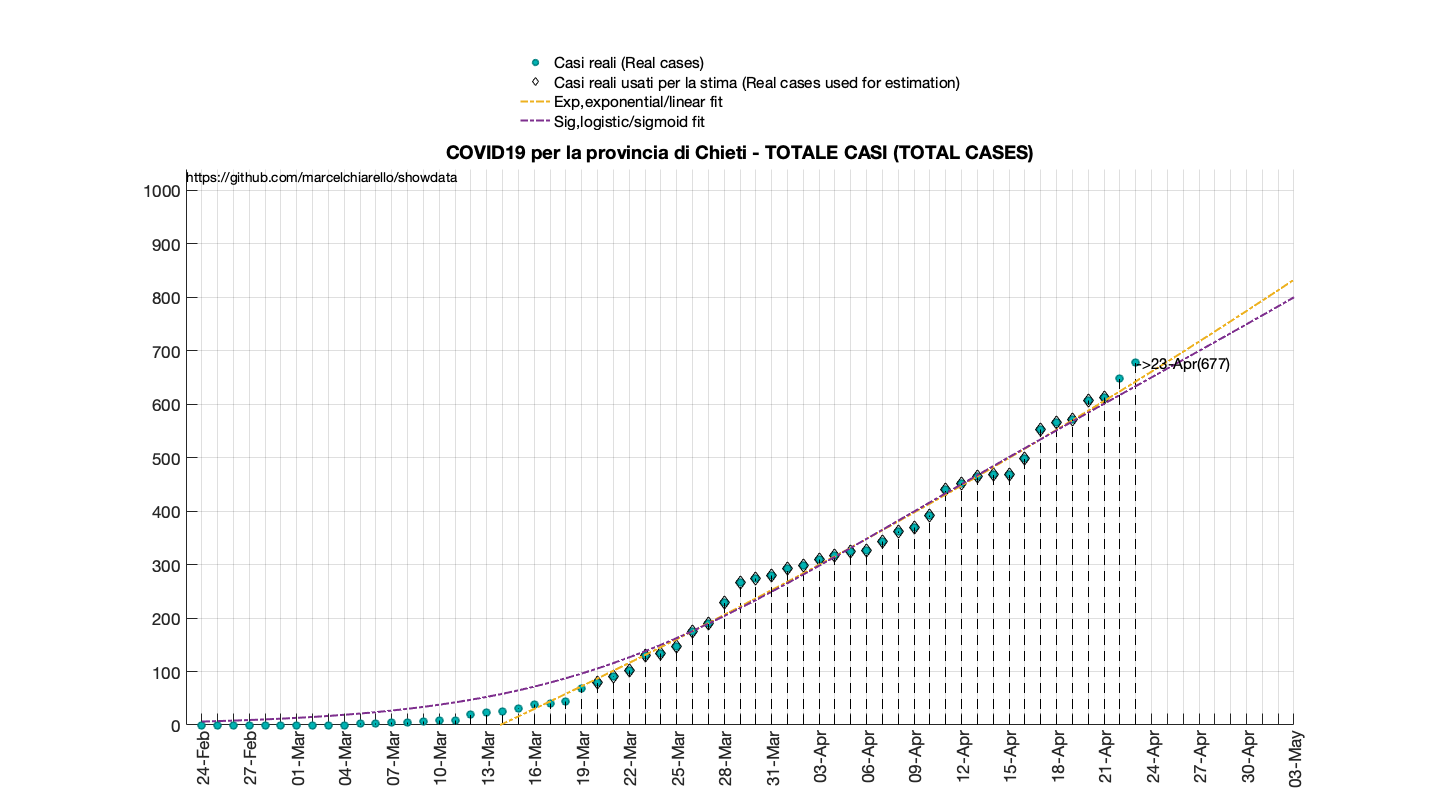 Casi reali (Real cases)
Casi reali usati per la stima (Real cases used for estimation)
Exp,exponential/linear fit
Sig,logistic/sigmoid fit
COVID19 per la provincia di Chieti - TOTALE CASI (TOTAL CASES)
https://github.com/marcelchiarello/showdata
1000
900
800
700
600
500
400
300
200
100
0
->23-Apr(677)
24-Feb
27-Feb
01-Mar
04-Mar
07-Mar
10-Mar
13-Mar
16-Mar
19-Mar
22-Mar
25-Mar
28-Mar
31-Mar
03-Apr
06-Apr
09-Apr
12-Apr
15-Apr
18-Apr
21-Apr
24-Apr
27-Apr
30-Apr
03-May